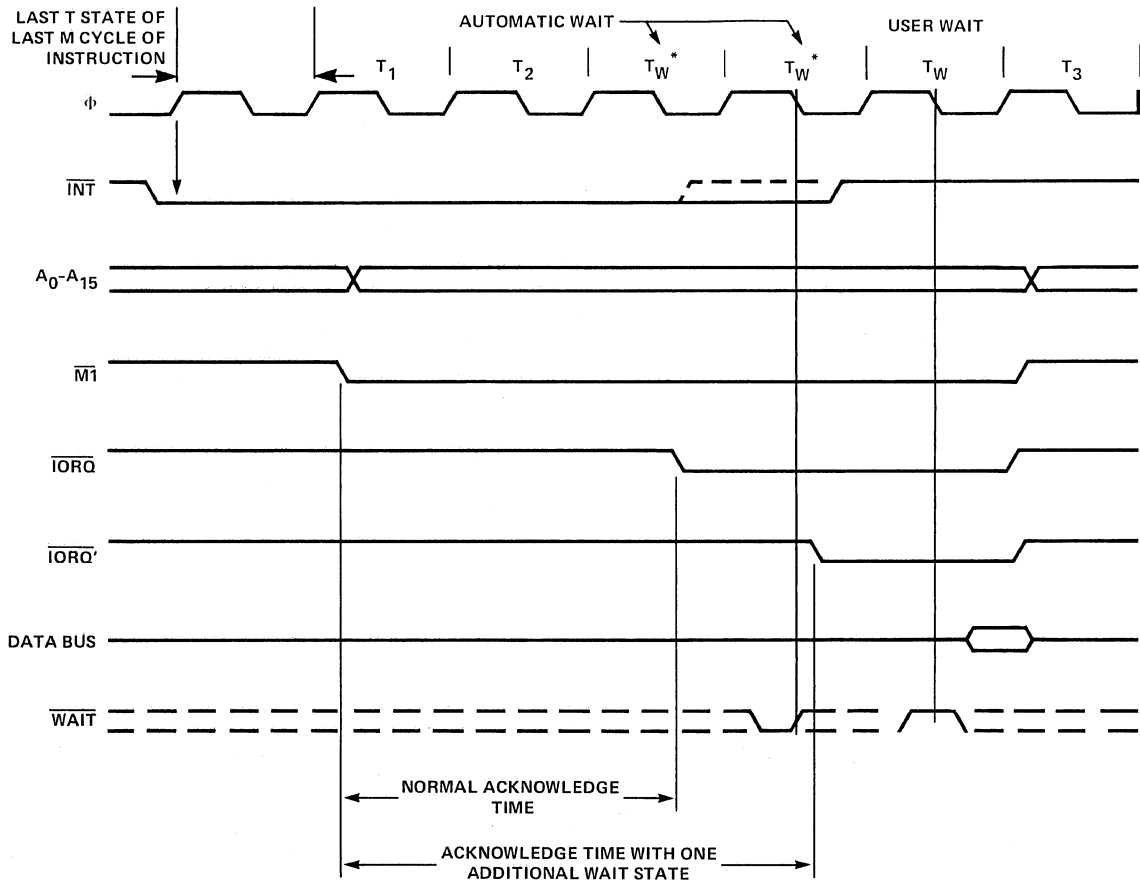 LAST T STATE OF
LAST M CYCLE OF
INSTRUCTION
AUTOMATIC WAIT
USER WAIT
T1 T2 TW* TW* TW T3
Φ
INT
A0-A15
M1
IORQ
IORQ'
DATA BUS
WAIT
NORMAL ACKNOWLEDGE
TIME
ACKNOWLEDGE TIME WITH ONE
ADDITIONAL WAIT STATE